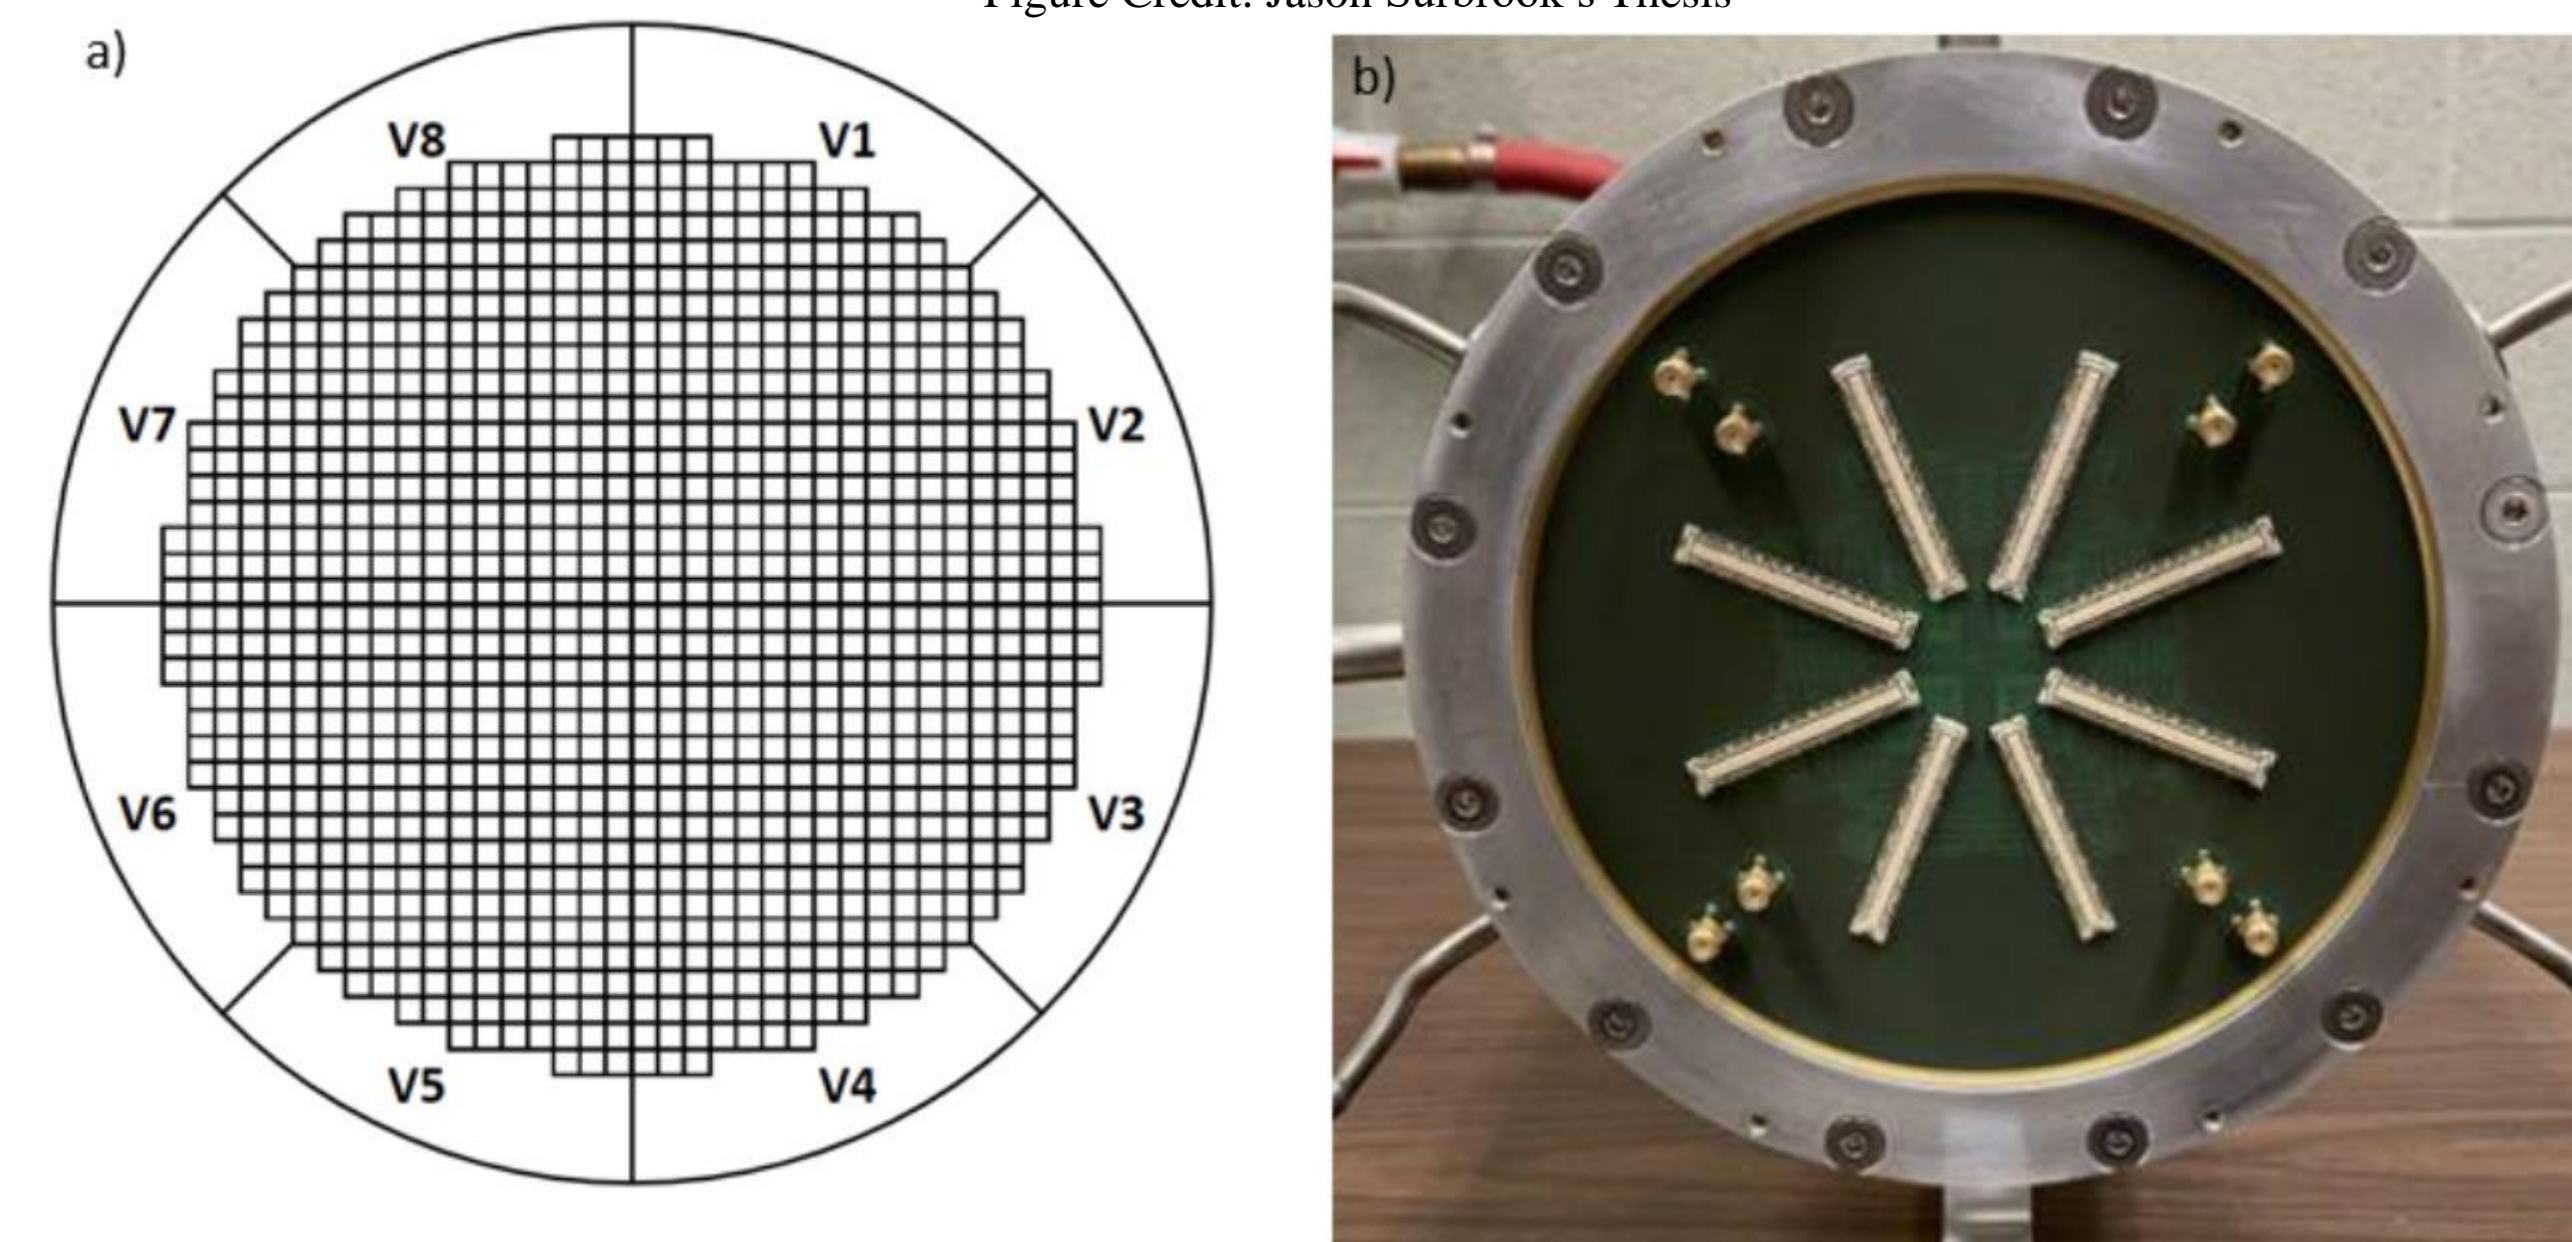 Figure Credit: Jason Surbrook's Thesis
a)
b)
V8
V1
V7
V2
V6
V3
V5
V4